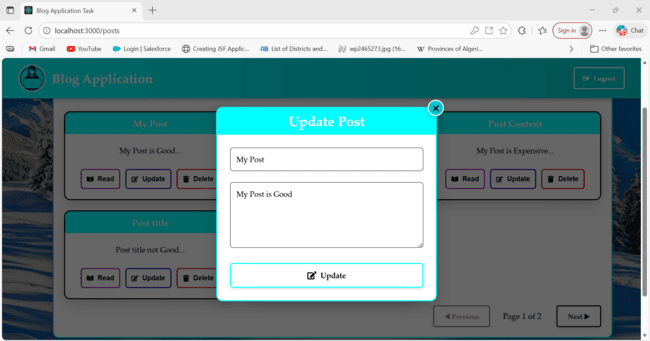 Blog Application Task
localhost:3000/posts
Sign in
Chat
Gmail
YouTube
Login | Salesforce
Creating JSF Applic...
List of Districts and...
wp2465273.jpg (16...
Provinces of Algeri...
Other favorites
Blog Application
Logout
My Post
Update Post
Post Content
My Post is Good...
My Post
My Post is Expensive...
Read
Update
Delete
My Post is Good
Read
Update
Delete
Post title
Post title not Good...
Read
Update
Delete
Update
Previous
Page 1 of 2
Next